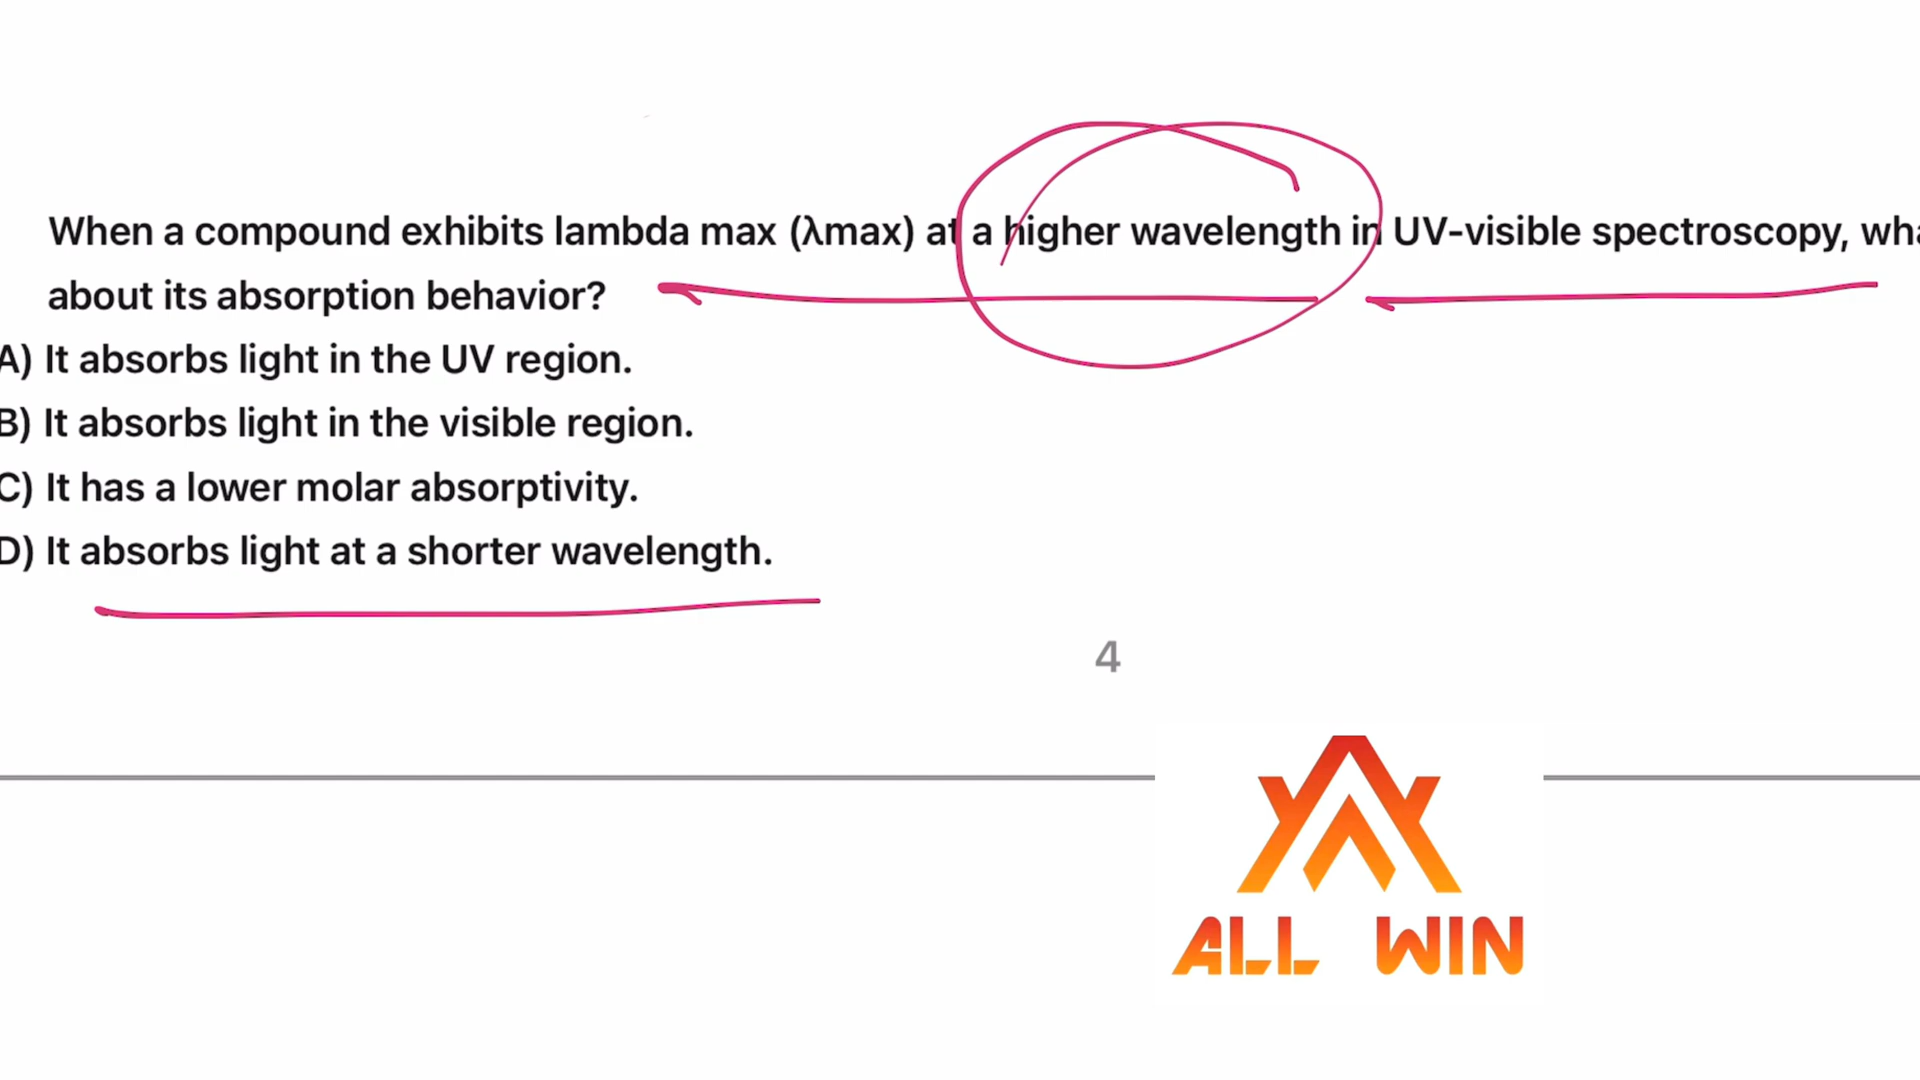 When a compound exhibits lambda max (λmax) at a higher wavelength in UV-visible spectroscopy,
about its absorption behavior?
A) It absorbs light in the UV region.
B) It absorbs light in the visible region.
C) It has a lower molar absorptivity.
D) It absorbs light at a shorter wavelength.
4
ALL WIN